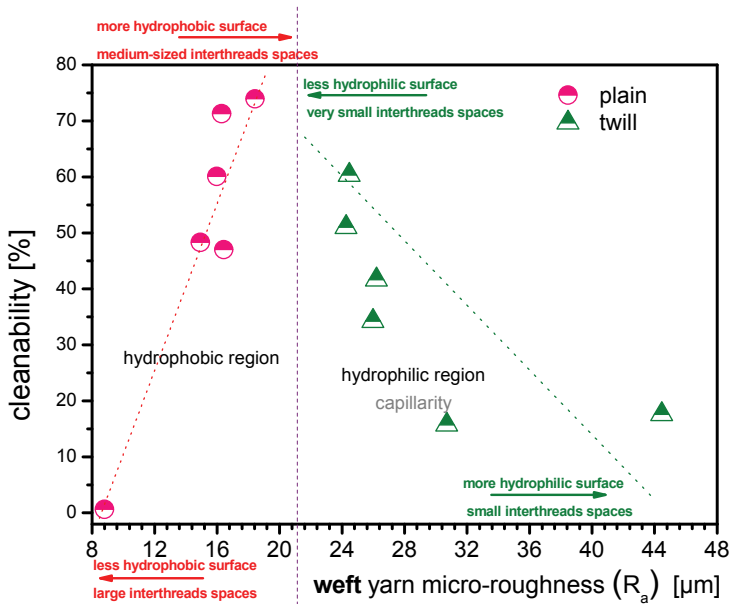 more hydrophobic surface
medium-sized interthreads spaces
80
70
60
50
40
30
20
10
0
cleanability [%]
less hydrophilic surface
very small interthreads spaces
plain
twill
hydrophobic region
hydrophilic region
capillarity
more hydrophilic surface
small interthreads spaces
8 12 16 20 24 28 32 36 40 44 48
less hydrophobic surface
large interthreads spaces
weft yarn micro-roughness (Ra) [µm]